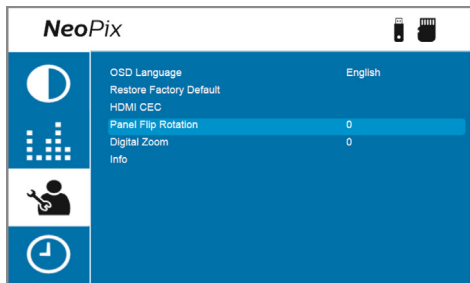 NeoPix
OSD Language English
Restore Factory Default
HDMI CEC
Panel Flip Rotation 0
Digital Zoom 0
Info